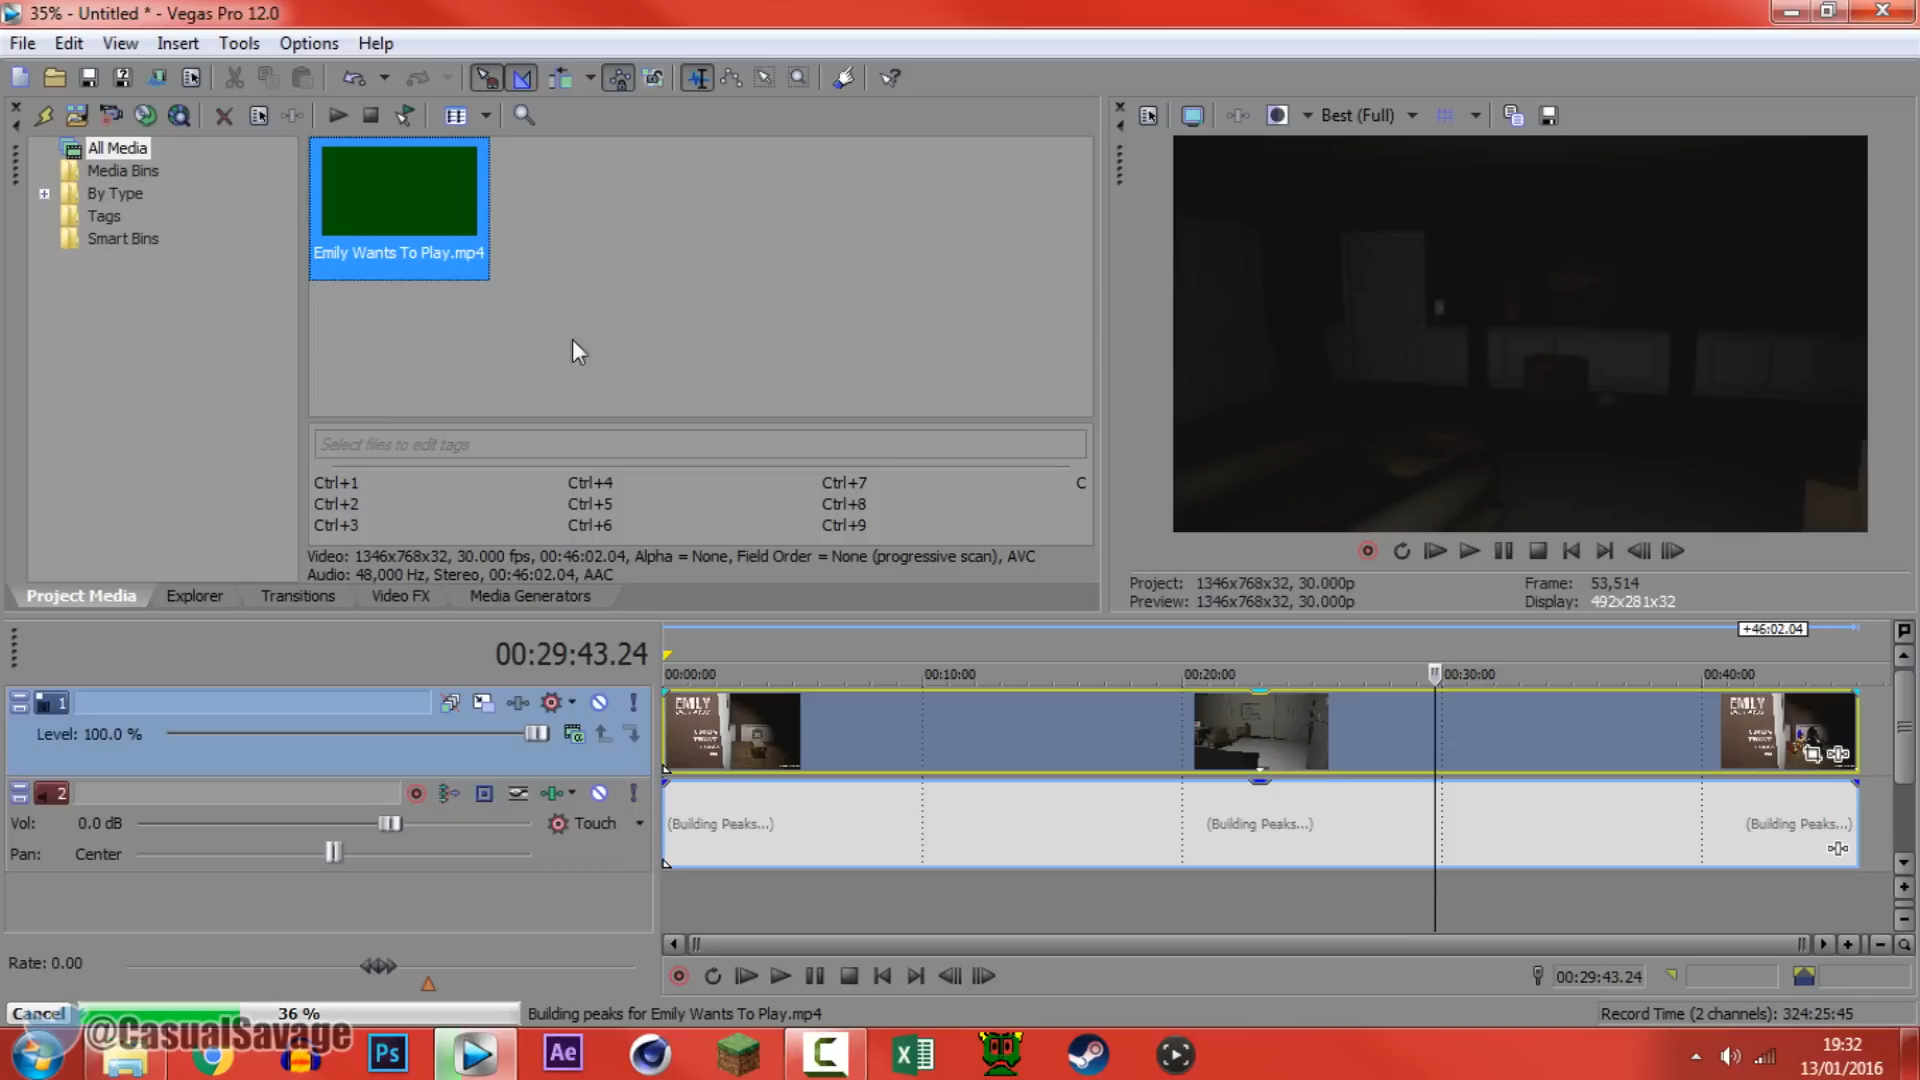 35% - Untitled * - Vegas Pro 12.0
File Edit View Insert Tools Options Help
Best (Full)
All Media
Media Bins
By Type
Tags
Smart Bins
Emily Wants To Play.mp4
Select files to edit tags
Ctrl+1 Ctrl+4 Ctrl+7 C
Ctrl+2 Ctrl+5 Ctrl+8
Ctrl+3 Ctrl+6 Ctrl+9
Video: 1346x768x32, 30.000 fps, 00:46:02.04, Alpha = None, Field Order = None (progressive scan), AVC
Audio: 48,000 Hz, Stereo, 00:46:02.04, AAC
Project Media Explorer Transitions Video FX Media Generators
Project: 1346x768x32, 30.000p Frame: 53,514
Preview: 1346x768x32, 30.000p Display: 492x281x32
+46:02.04
00:29:43.24
00:00:00 00:10:00 00:20:00 00:30:00 00:40:00
1
Level: 100.0 %
EMILY EMILY
2
Vol: 0.0 dB Touch
Pan: Center
(Building Peaks...) (Building Peaks...) (Building Peaks...)
Rate: 0.00
00:29:43.24
Cancel 36 % Building peaks for Emily Wants To Play.mp4 Record Time (2 channels): 324:25:45
@CasualSavage
Ps Ae C X
19:32
13/01/2016